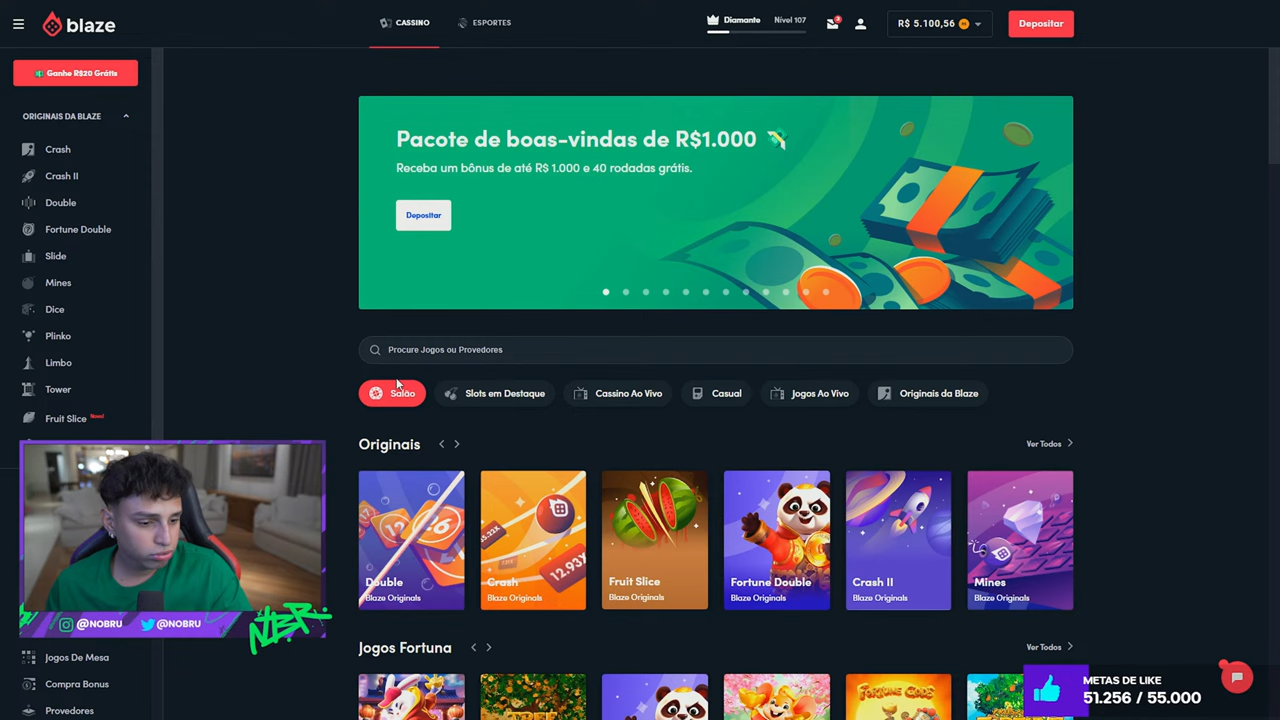 blaze
CASSINO
ESPORTES
Diamante Nível 107
R$ 5.100,56
Depositar
Ganhe R$20 Grátis
ORIGINAIS DA BLAZE
Crash
Crash II
Double
Fortune Double
Slide
Mines
Dice
Plinko
Limbo
Tower
Fruit Slice Novo!
Pacote de boas-vindas de R$1.000
Receba um bônus de até R$ 1.000 e 40 rodadas grátis.
Depositar
Procure Jogos ou Provedores
Salão
Slots em Destaque
Cassino Ao Vivo
Casual
Jogos Ao Vivo
Originais da Blaze
Originais
Ver Todos
Double
Blaze Originals
Crash
Blaze Originals
Fruit Slice
Blaze Originals
Fortune Double
Blaze Originals
Crash II
Blaze Originals
Mines
Blaze Originals
@NOBRU
@NOBRU
NBR
Jogos Fortuna
Ver Todos
Jogos De Mesa
Compra Bonus
Provedores
METAS DE LIKE
51.256 / 55.000